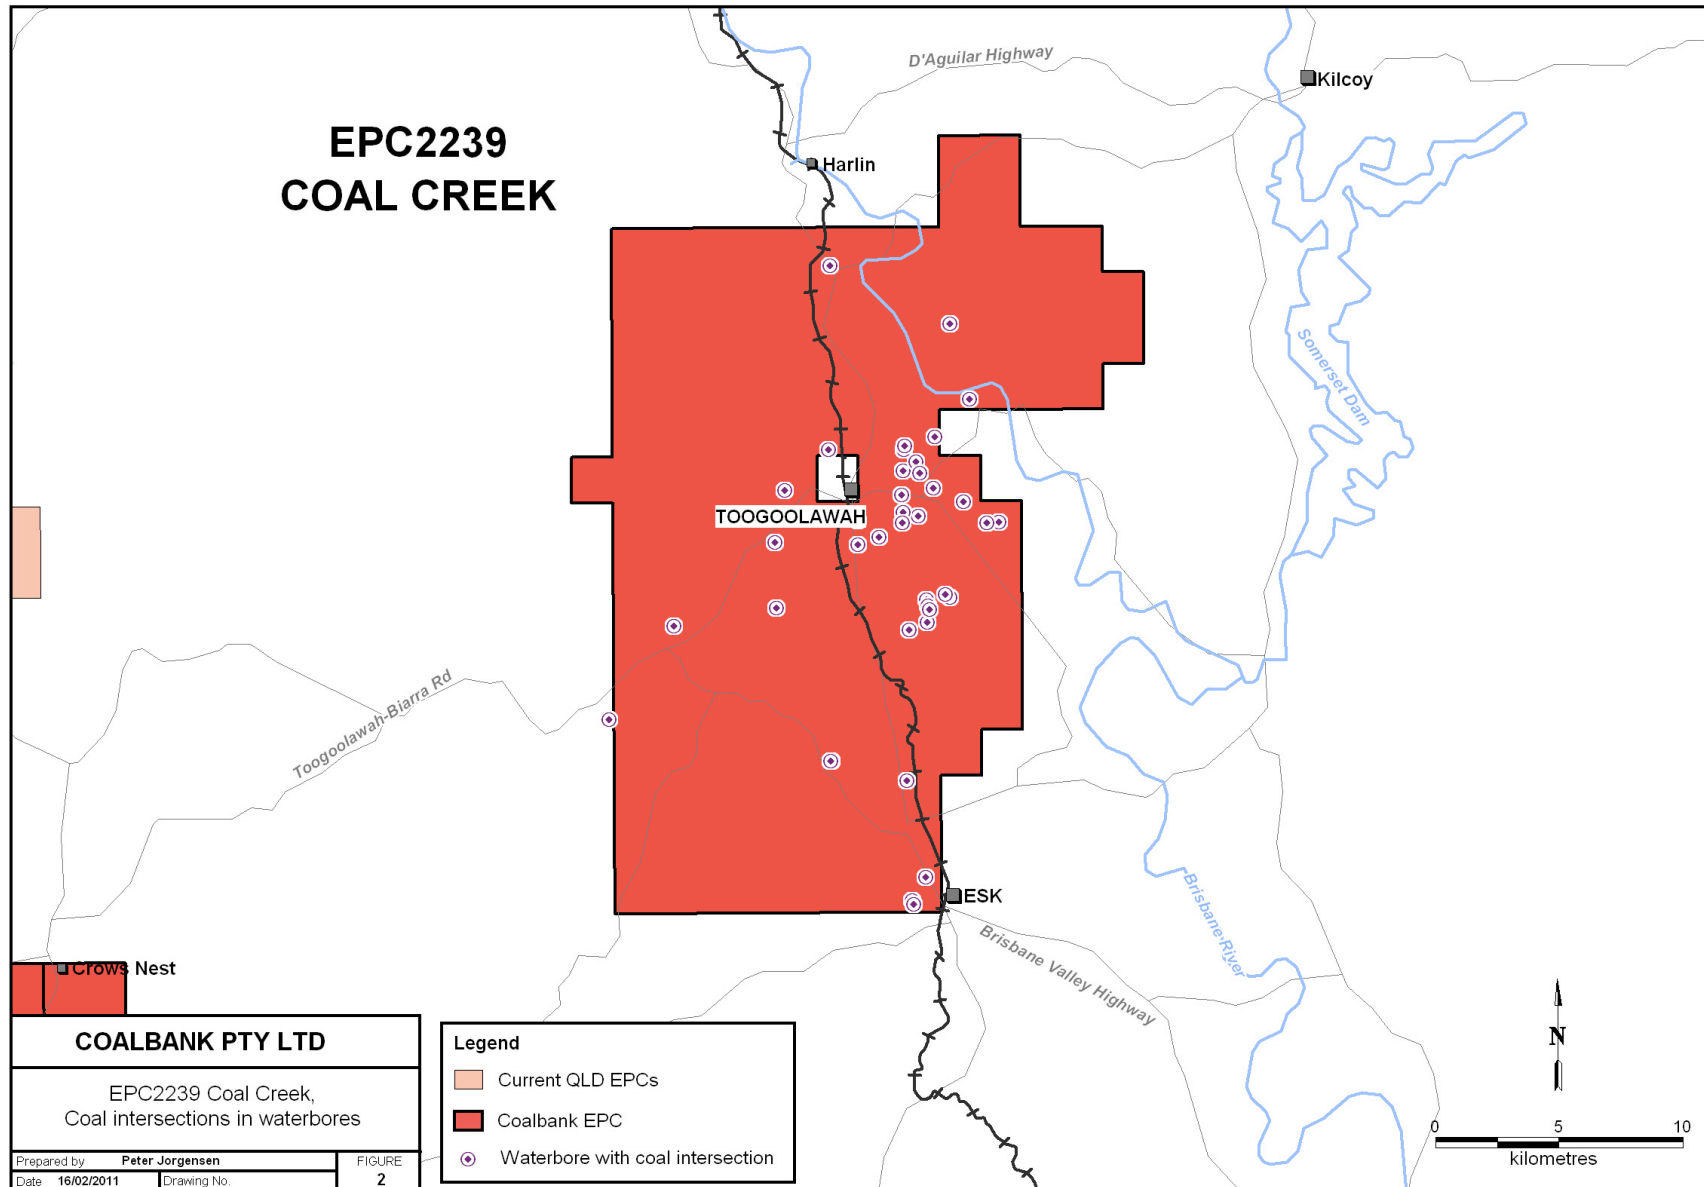 D'Aguilar Highway
Kilcoy
EPC2239
COAL CREEK
Harlin
Somerset Dam
TOOGOOLAWAH
Toogoolawah-Biarra Rd
ESK
Brisbane River
Brisbane Valley Highway
Crows Nest
COALBANK PTY LTD
EPC2239 Coal Creek,
Coal intersections in waterbores
Prepared by Peter Jorgensen
Date 16/02/2011 Drawing No.
FIGURE
2
Legend
Current QLD EPCs
Coalbank EPC
Waterbore with coal intersection
N
0 5 10
kilometres